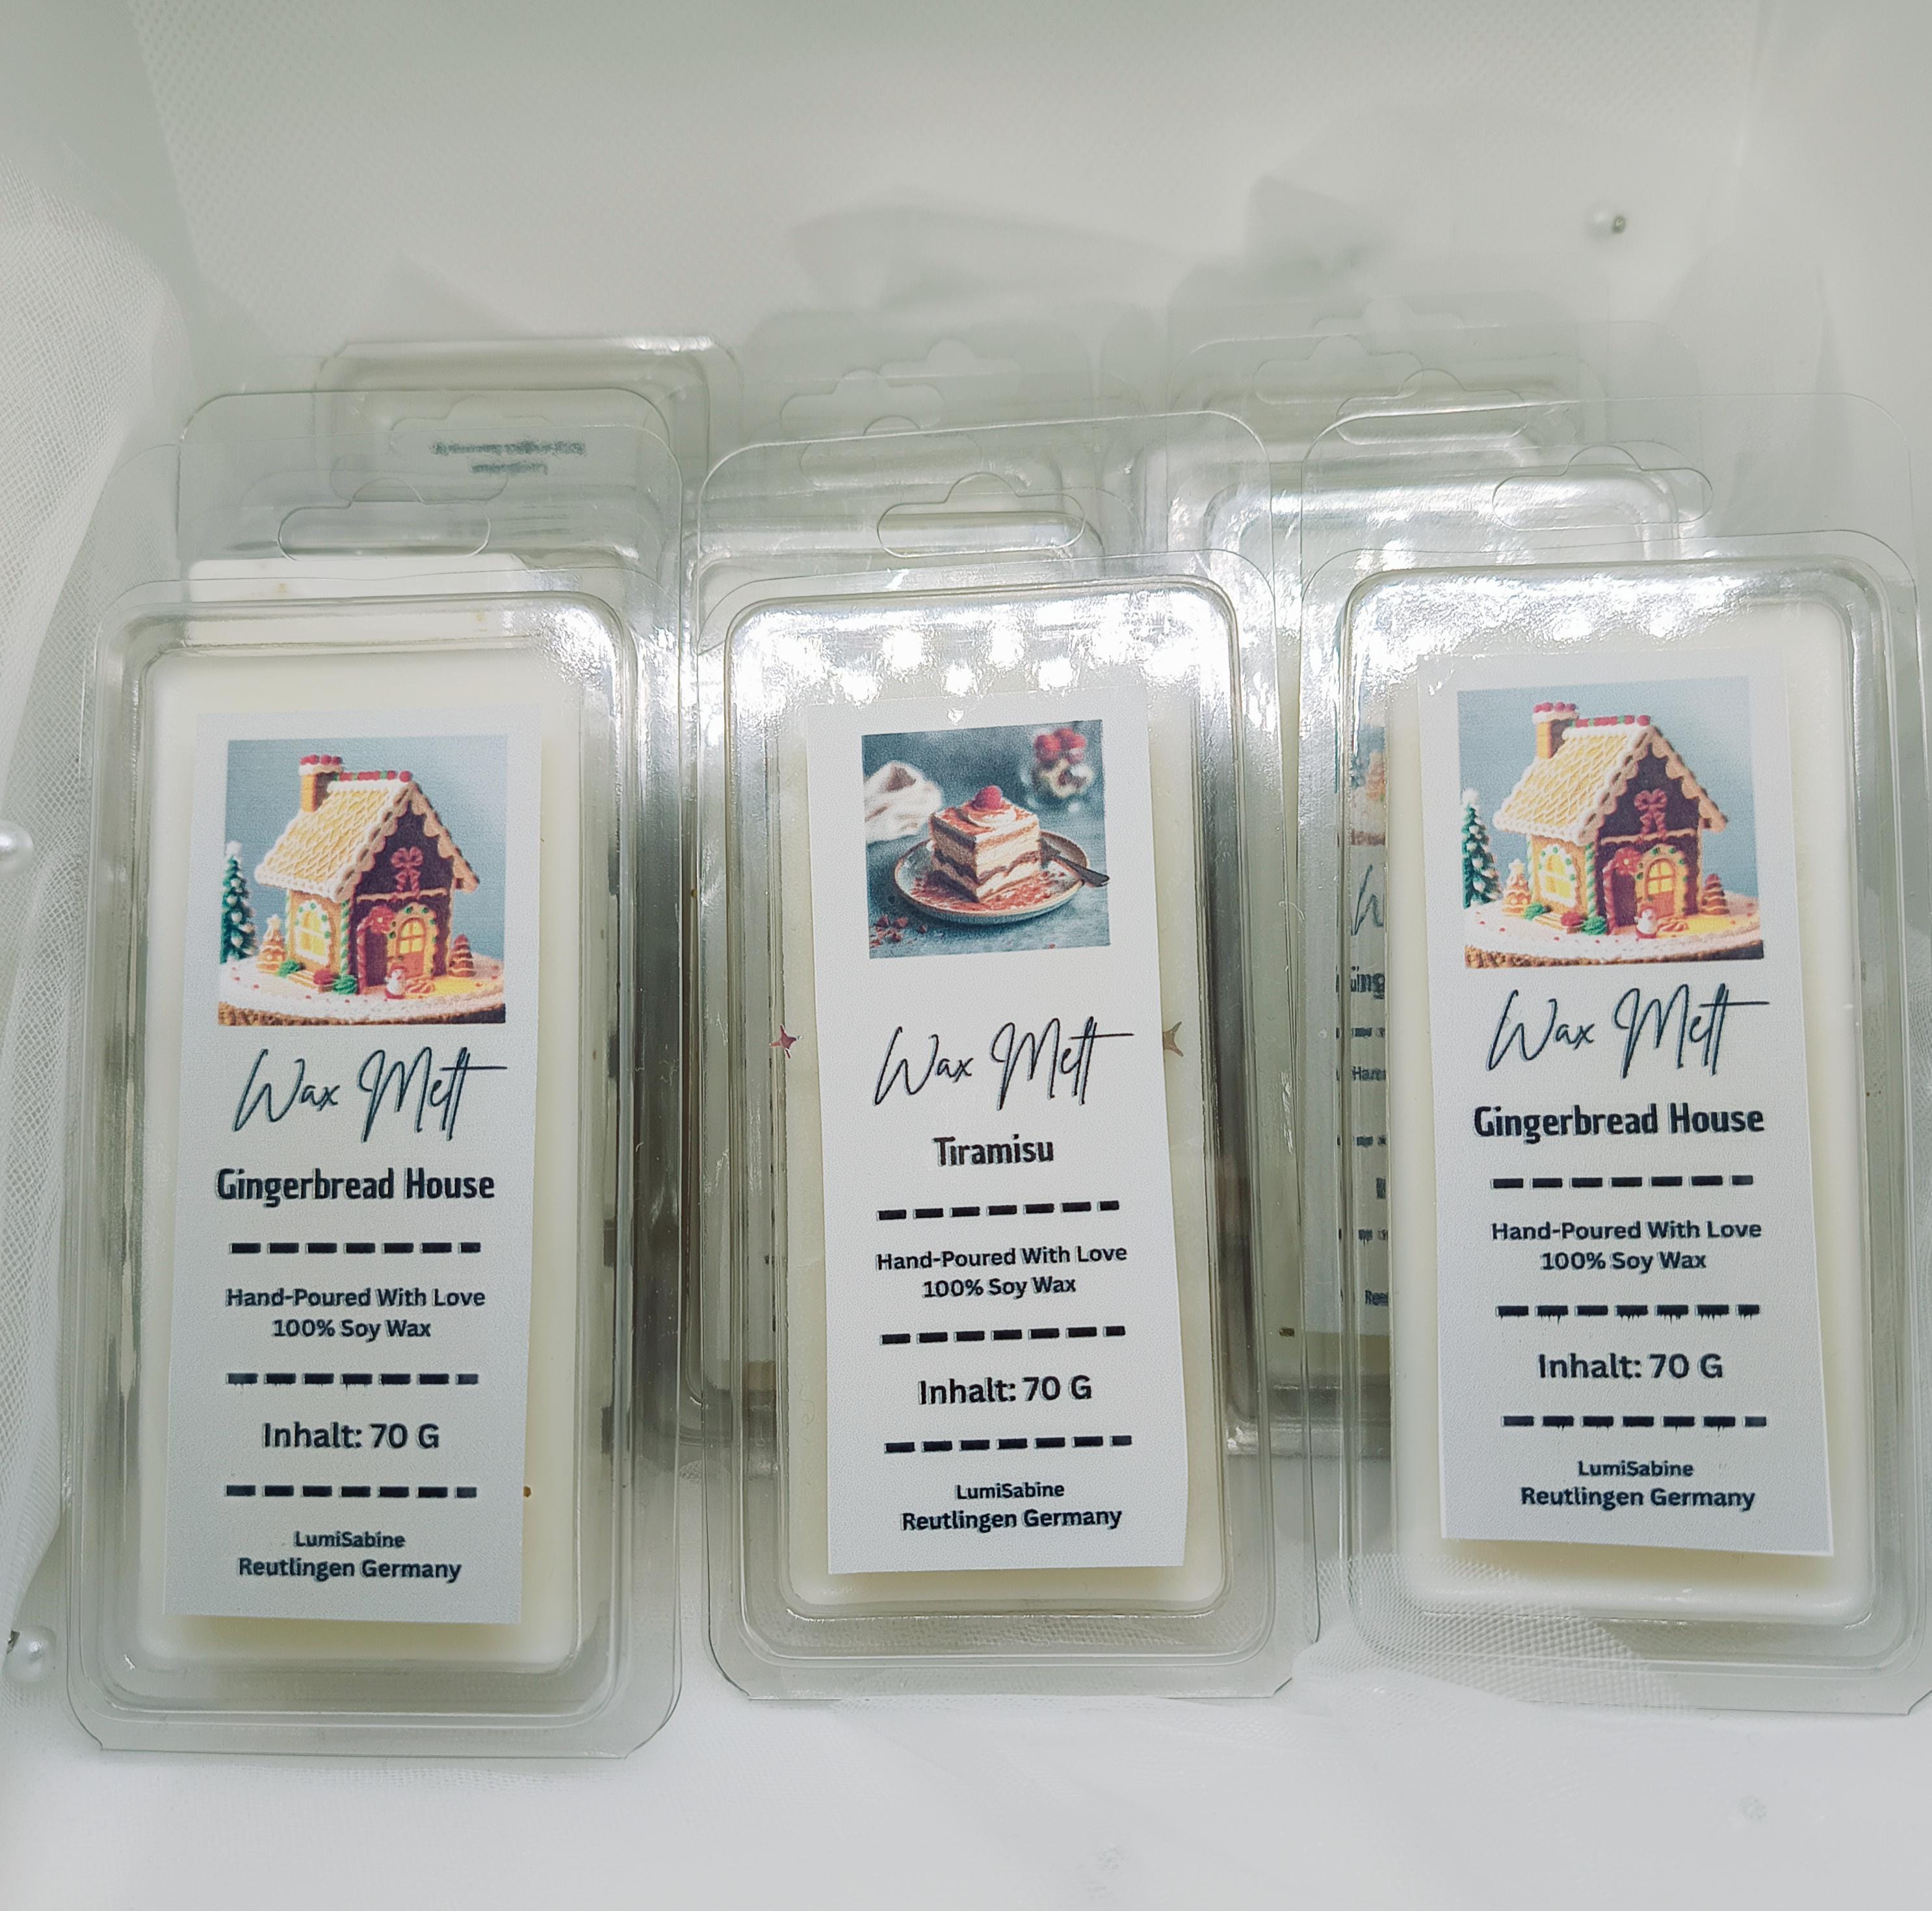 Wax Melt
Gingerbread House
Hand-Poured With Love
100% Soy Wax
Inhalt: 70 G
LumiSabine
Reutlingen Germany
Wax Melt
Tiramisu
Hand-Poured With Love
100% Soy Wax
Inhalt: 70 G
LumiSabine
Reutlingen Germany
Wax Melt
Gingerbread House
Hand-Poured With Love
100% Soy Wax
Inhalt: 70 G
LumiSabine
Reutlingen Germany